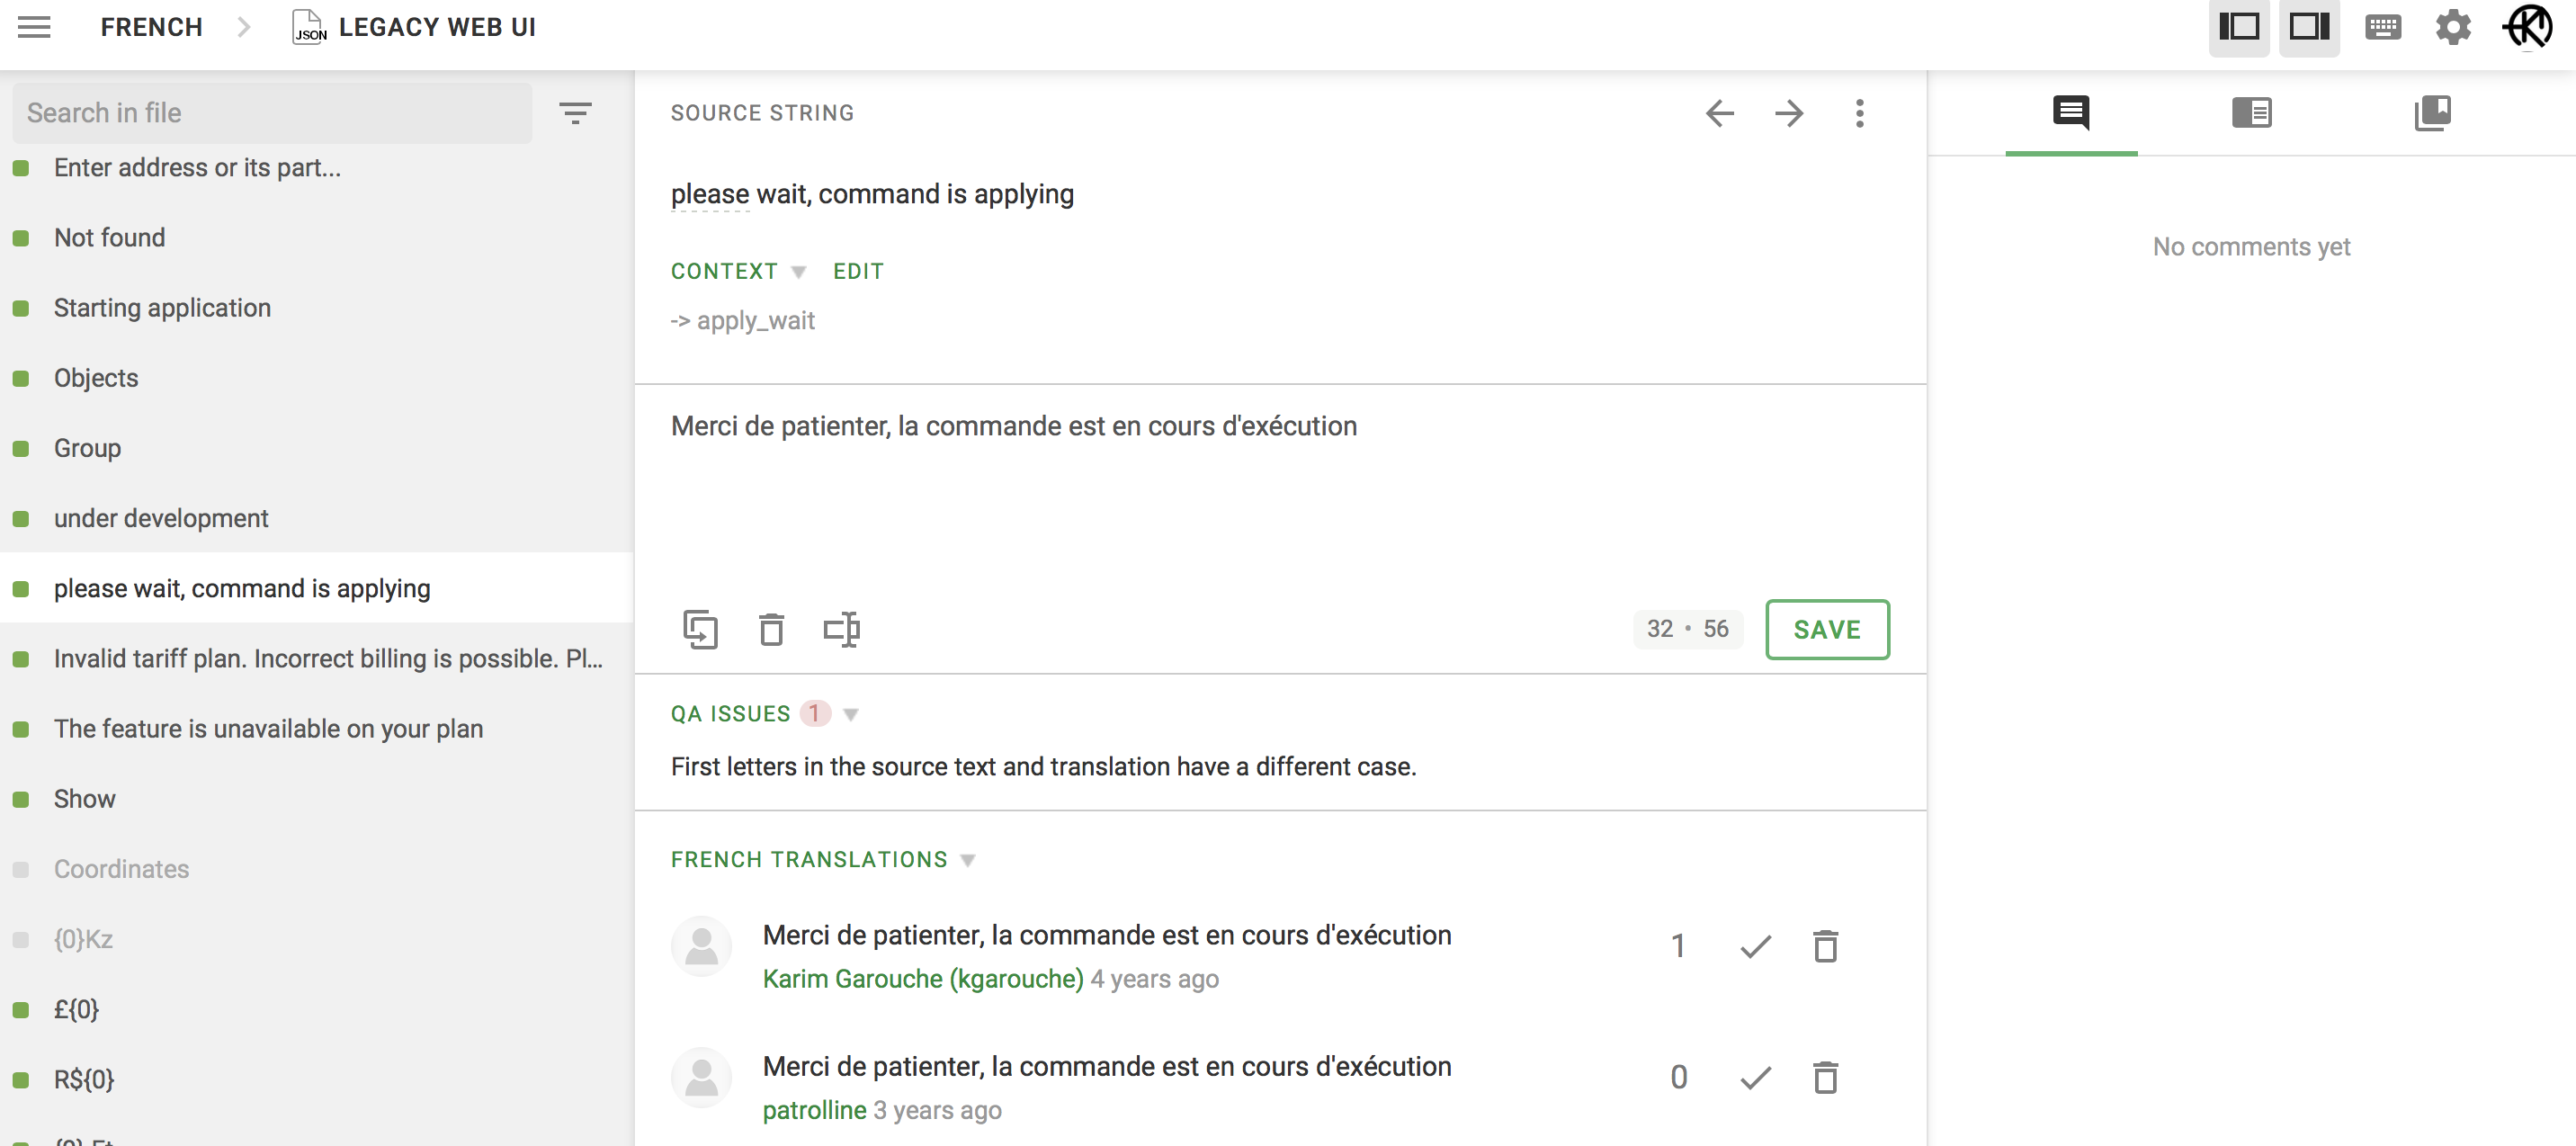 FRENCH
JSON
LEGACY WEB UI
Search in file
Enter address or its part...
Not found
Starting application
Objects
Group
under development
please wait, command is applying
Invalid tariff plan. Incorrect billing is possible. Pl...
The feature is unavailable on your plan
Show
Coordinates
{0}Kz
£{0}
R${0}
SOURCE STRING
please wait, command is applying
CONTEXT EDIT
-> apply_wait
Merci de patienter, la commande est en cours d'exécution
32 • 56
SAVE
QA ISSUES 1
First letters in the source text and translation have a different case.
FRENCH TRANSLATIONS
Merci de patienter, la commande est en cours d'exécution
1
Karim Garouche (kgarouche) 4 years ago
Merci de patienter, la commande est en cours d'exécution
0
patrolline 3 years ago
No comments yet